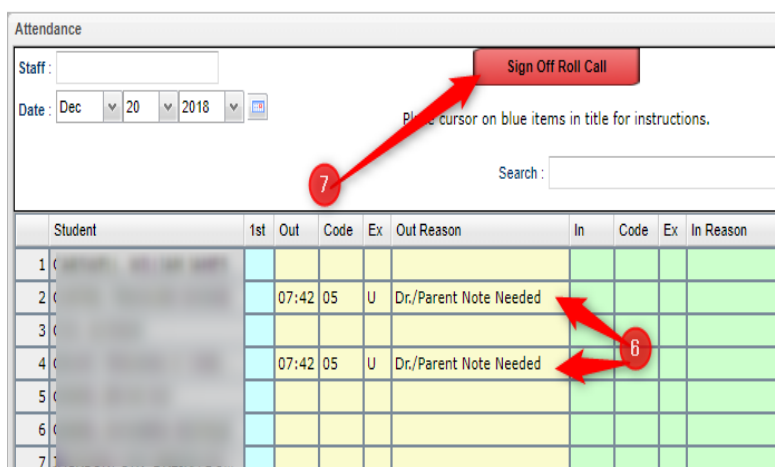 Attendance
Staff :
Sign Off Roll Call
Date : Dec 20 2018
cursor on blue items in title for instructions.
7
Search :
Student 1st Out Code Ex Out Reason In Code Ex In Reason
1
2 07:42 05 U Dr./Parent Note Needed
3
6
4 07:42 05 U Dr./Parent Note Needed
5
6
7